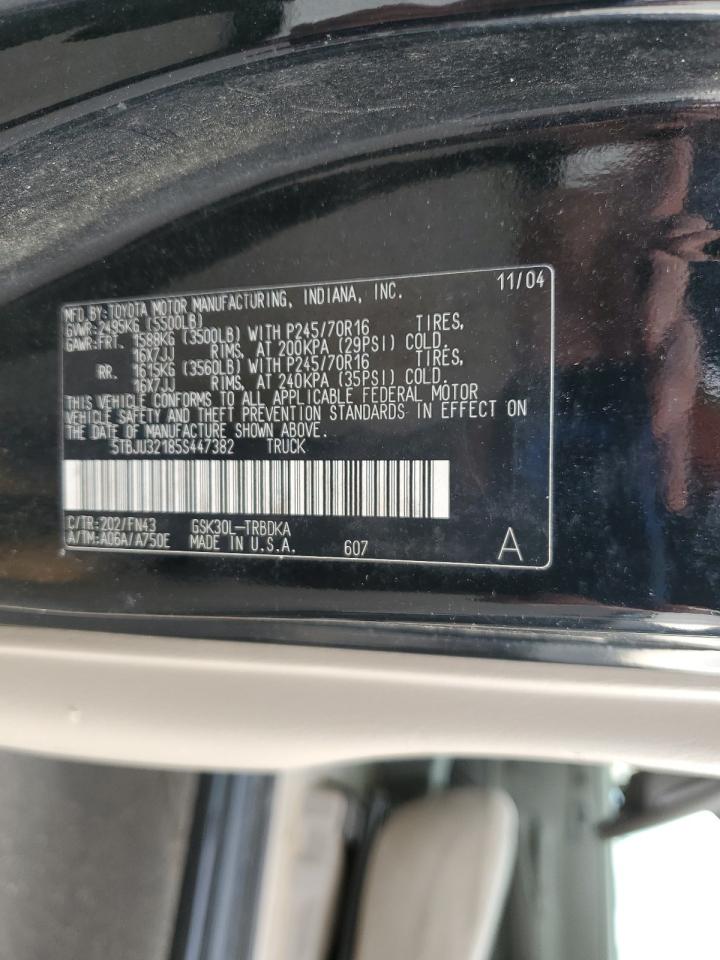 MFD. BY: TOYOTA MOTOR MANUFACTURING, INDIANA, INC. 11/04
GVWR: 2495KG (5500LB)
GAWR: FRT. 1588KG (3500LB) WITH P245/70R16 TIRES,
16X7JJ RIMS, AT 200KPA (29PSI) COLD.
RR. 1615KG (3560LB) WITH P245/70R16 TIRES,
16X7JJ RIMS, AT 240KPA (35PSI) COLD.
THIS VEHICLE CONFORMS TO ALL APPLICABLE FEDERAL MOTOR
VEHICLE SAFETY AND THEFT PREVENTION STANDARDS IN EFFECT ON
THE DATE OF MANUFACTURE SHOWN ABOVE.
5TBJU32185S447382 TRUCK
C/TR: 202/FN43 GSK30L-TRBDKA
A/TM: A06A/A750E MADE IN U.S.A. 607 A